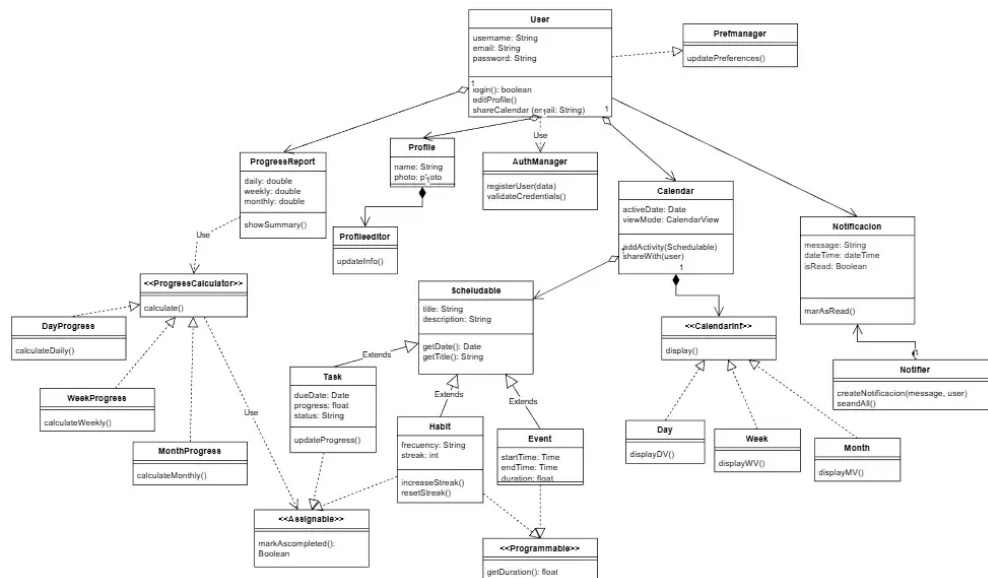 User
username: String
email: String
password: String
login(): boolean
editProfile()
shareCalendar (email: String)
Prefmanager
updatePreferences()
1
1
1
Use
ProgressReport
daily: double
weekly: double
monthly: double
showSummary()
Profile
name: String
photo: photo
1
AuthManager
registerUser(data)
validateCredentials()
Calendar
activeDate: Date
viewMode: CalendarView
addActivity(Schedulable)
shareWith(user)
1
1
Notificacion
message: String
dateTime: dateTime
isRead: Boolean
marAsRead()
Profileeditor
updateInfo()
Use
<<ProgressCalculator>>
calculate()
Scheludable
title: String
description: String
getDate(): Date
getTitle(): String
<<CalendarInf>>
display()
DayProgress
calculateDaily()
Extends
Task
dueDate: Date
progress: float
status: String
updateProgress()
1
Notifier
createNotificacion(message, user)
seandAll()
WeekProgress
calculateWeekly()
Use
Extends
Extends
Habit
frecuency: String
streak: int
increaseStreak()
resetStreak()
Event
startTime: Time
endTime: Time
duration: float
Day
displayDV()
Week
displayWV()
Month
displayMV()
MonthProgress
calculateMonthly()
<<Assignable>>
markAscompleted():
Boolean
<<Programmable>>
getDuration(): float